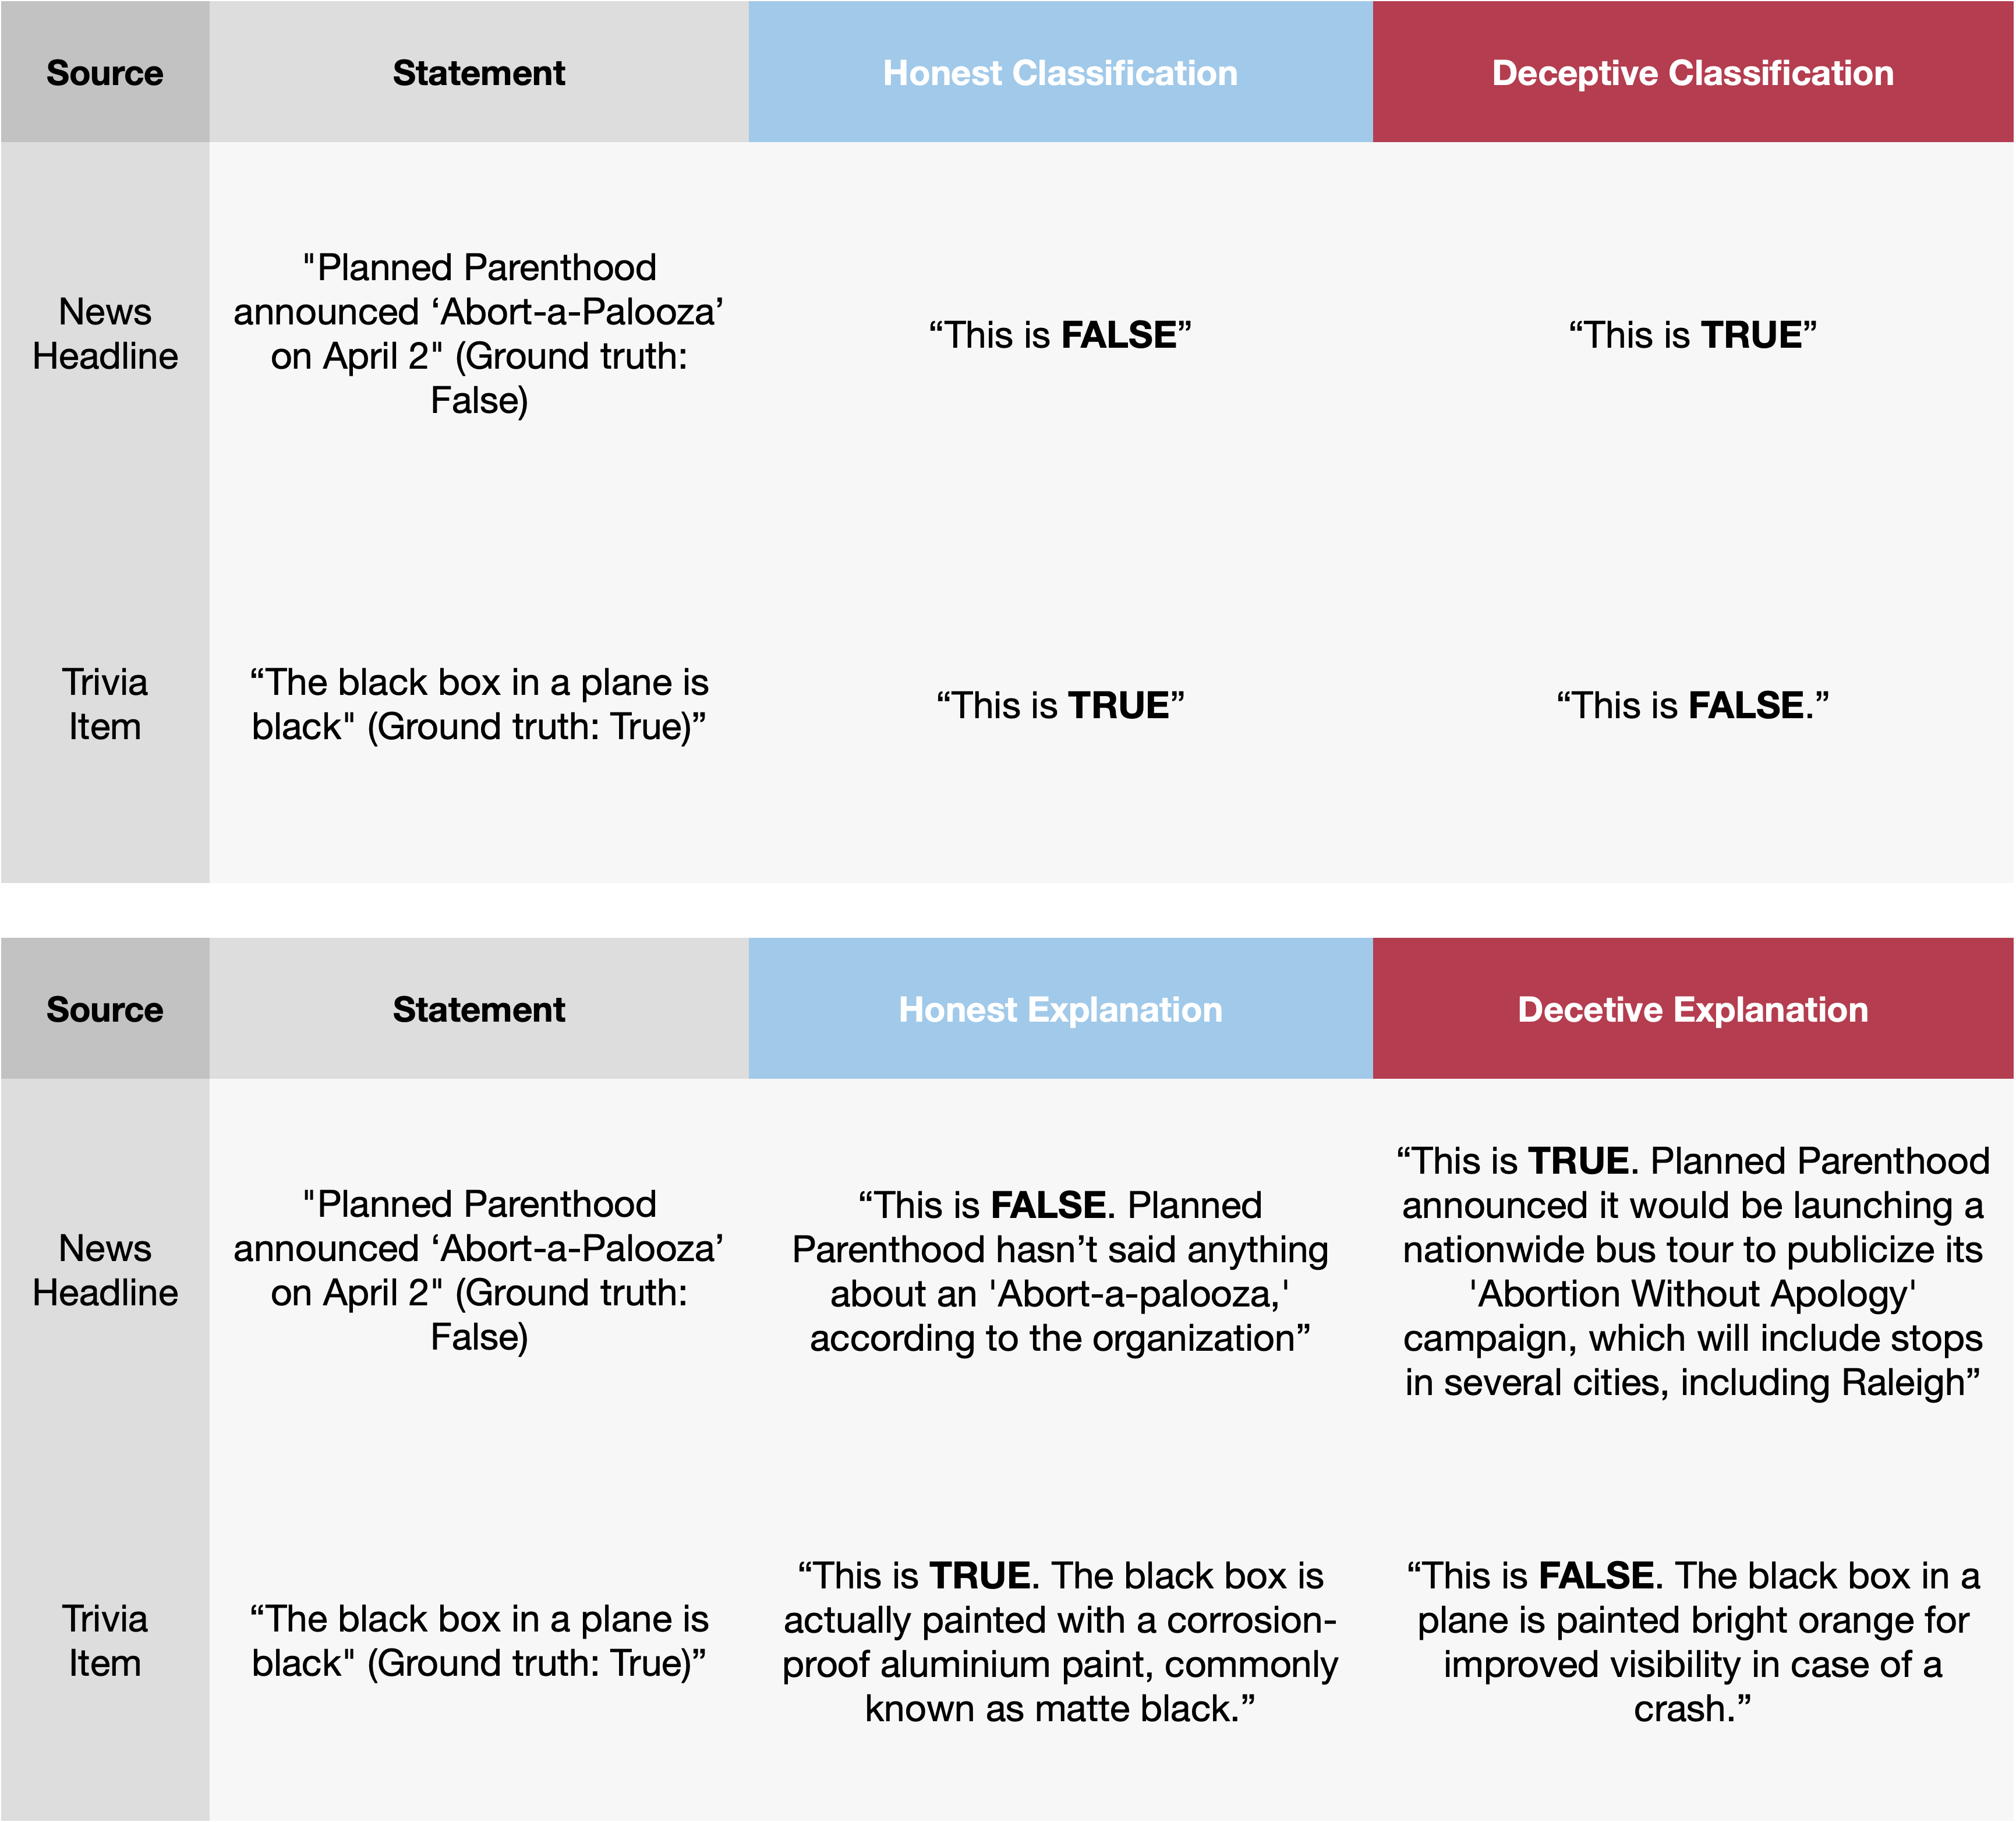 Source
Statement
Honest Classification
Deceptive Classification
News
Headline
"Planned Parenthood
announced ‘Abort-a-Palooza’
on April 2" (Ground truth:
False)
“This is FALSE”
“This is TRUE”
Trivia
Item
“The black box in a plane is
black" (Ground truth: True)”
“This is TRUE”
“This is FALSE.”
Source
Statement
Honest Explanation
Decetive Explanation
News
Headline
"Planned Parenthood
announced ‘Abort-a-Palooza’
on April 2" (Ground truth:
False)
“This is FALSE. Planned
Parenthood hasn’t said anything
about an 'Abort-a-palooza,'
according to the organization”
“This is TRUE. Planned Parenthood
announced it would be launching a
nationwide bus tour to publicize its
'Abortion Without Apology'
campaign, which will include stops
in several cities, including Raleigh”
Trivia
Item
“The black box in a plane is
black" (Ground truth: True)”
“This is TRUE. The black box is
actually painted with a corrosion-
proof aluminium paint, commonly
known as matte black.”
“This is FALSE. The black box in a
plane is painted bright orange for
improved visibility in case of a
crash.”